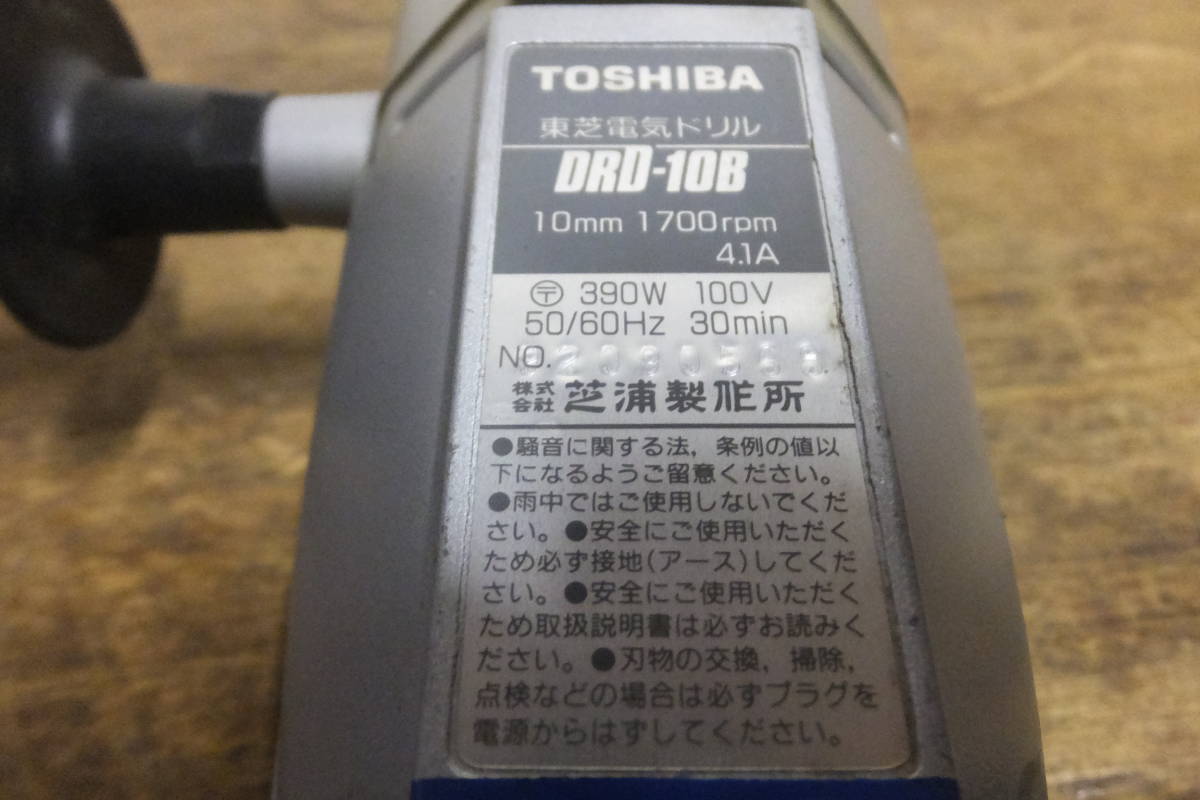 TOSHIBA
東芝電気ドリル
DRD-10B
10mm 1700rpm
4.1A
〶 390W 100V
50/60Hz 30min
NO.
株式会社 芝浦製作所
●騒音に関する法，条例の値以
下になるようご留意ください。
●雨中ではご使用しないでくだ
さい。●安全にご使用いただく
ため必ず接地(アース)してくだ
さい。●安全にご使用いただく
ため取扱説明書は必ずお読みく
ださい。●刃物の交換，掃除，
点検などの場合は必ずプラグを
電源からはずしてください。